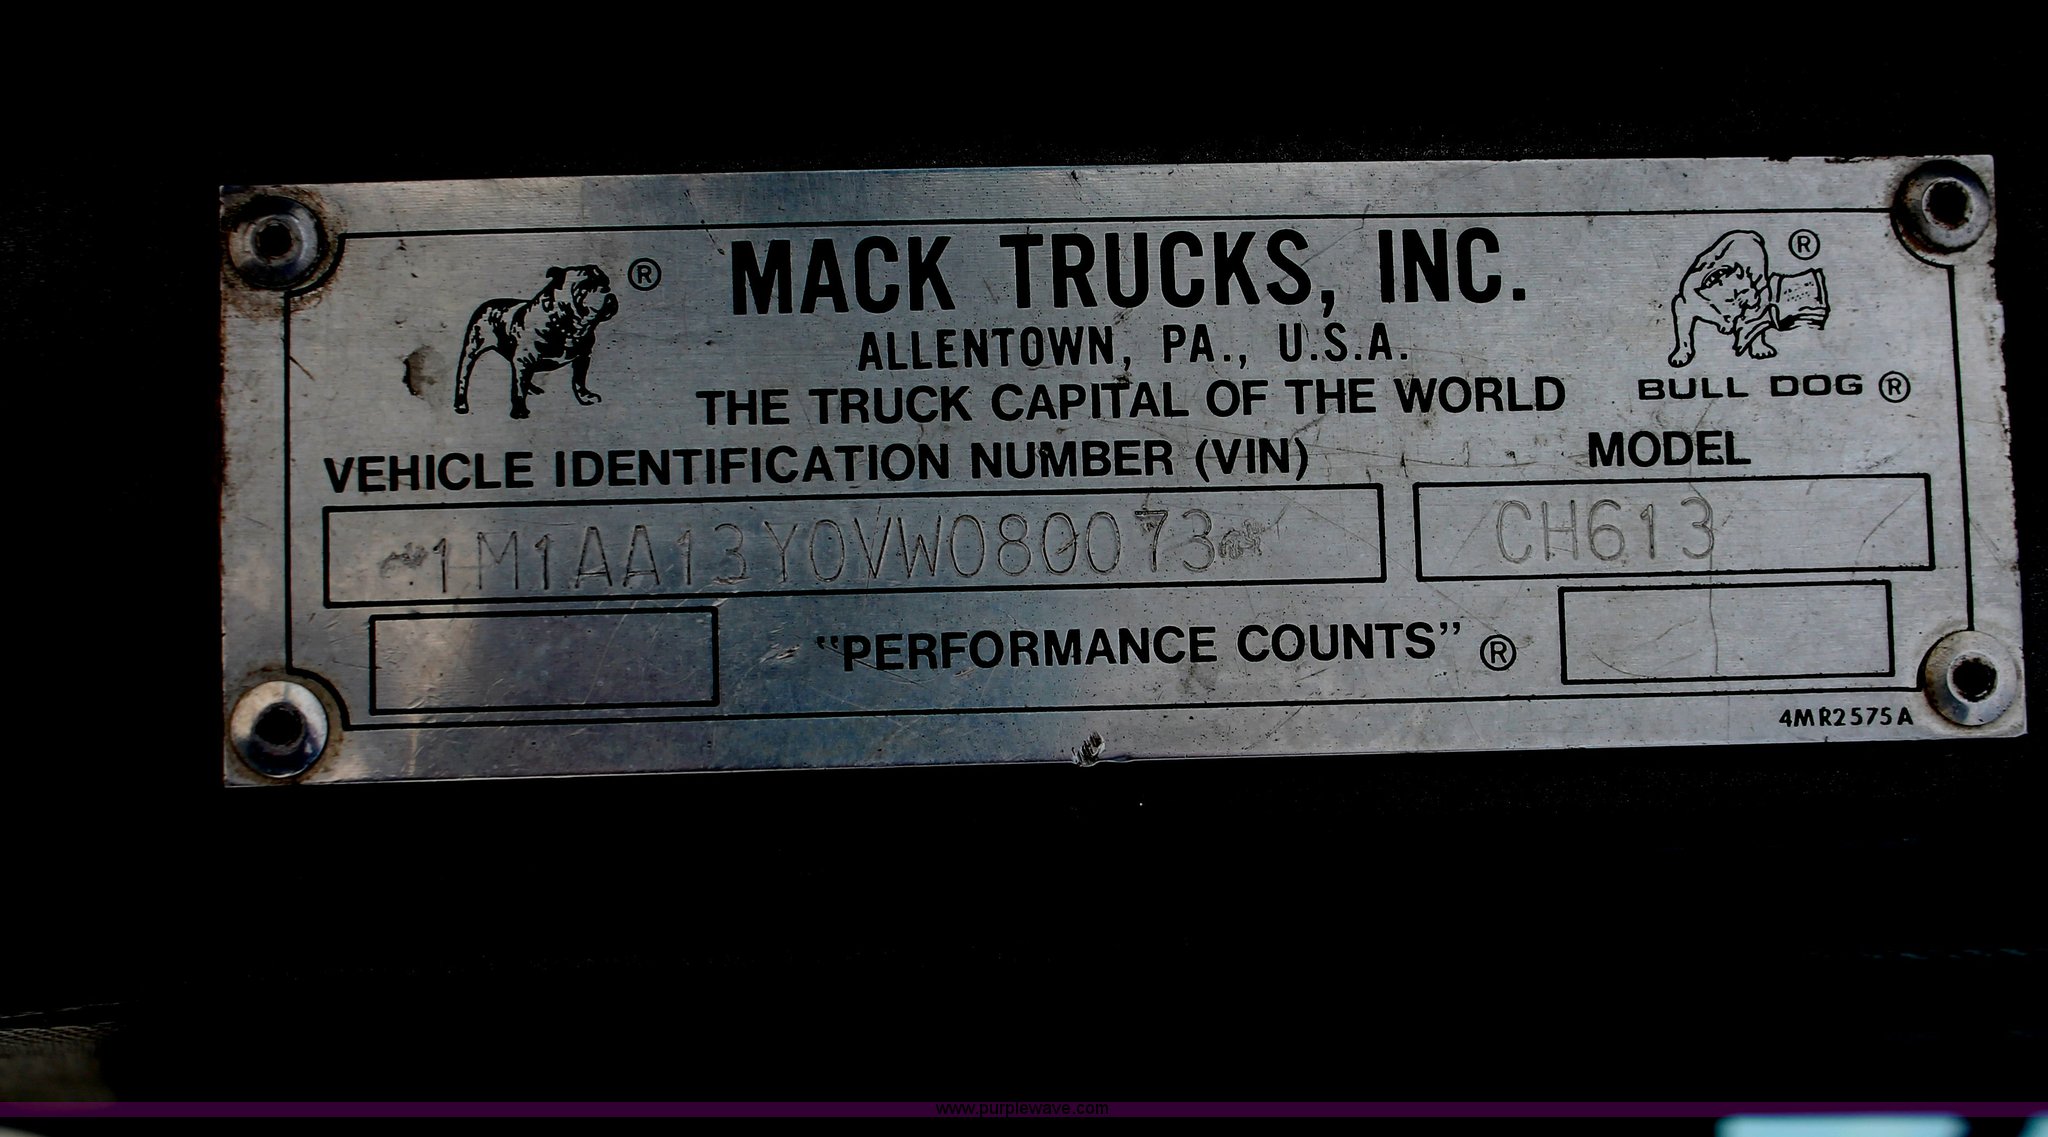 ® MACK TRUCKS, INC. ®
ALLENTOWN, PA., U.S.A.
THE TRUCK CAPITAL OF THE WORLD
BULL DOG ®
VEHICLE IDENTIFICATION NUMBER (VIN)
MODEL
1M1AA13Y0VW080073
CH613
"PERFORMANCE COUNTS" ®
4MR2575A
www.purplewave.com